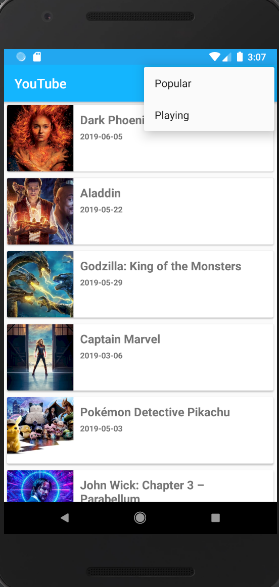 3:07
YouTube
Popular
Playing
Dark Phoeni
2019-06-05
Aladdin
2019-05-22
Godzilla: King of the Monsters
2019-05-29
Captain Marvel
2019-03-06
Pokémon Detective Pikachu
2019-05-03
John Wick: Chapter 3 –
Parabellum